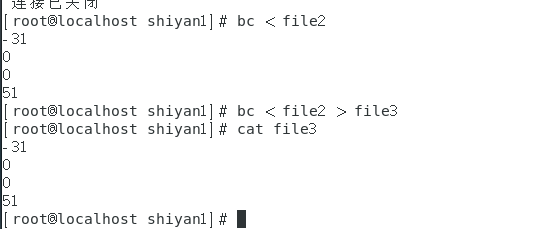 连接已关闭
[root@localhost shiyan1]# bc < file2
-31
0
0
51
[root@localhost shiyan1]# bc < file2 > file3
[root@localhost shiyan1]# cat file3
-31
0
0
51
[root@localhost shiyan1]#